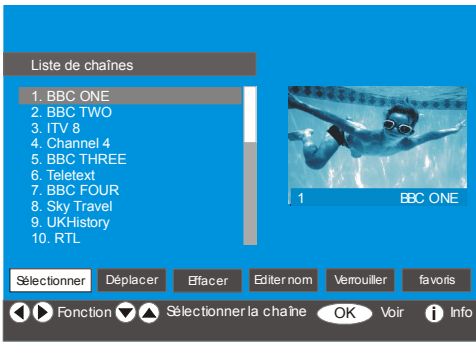 Liste de chaînes
1. BBC ONE
2. BBC TWO
3. ITV 8
4. Channel 4
5. BBC THREE
6. Teletext
7. BBC FOUR
8. Sky Travel
9. UKHistory
10. RTL
1 BBC ONE
Sélectionner Déplacer Effacer Editer nom Verrouiller favoris
Fonction Sélectionner la chaîne OK Voir i Info